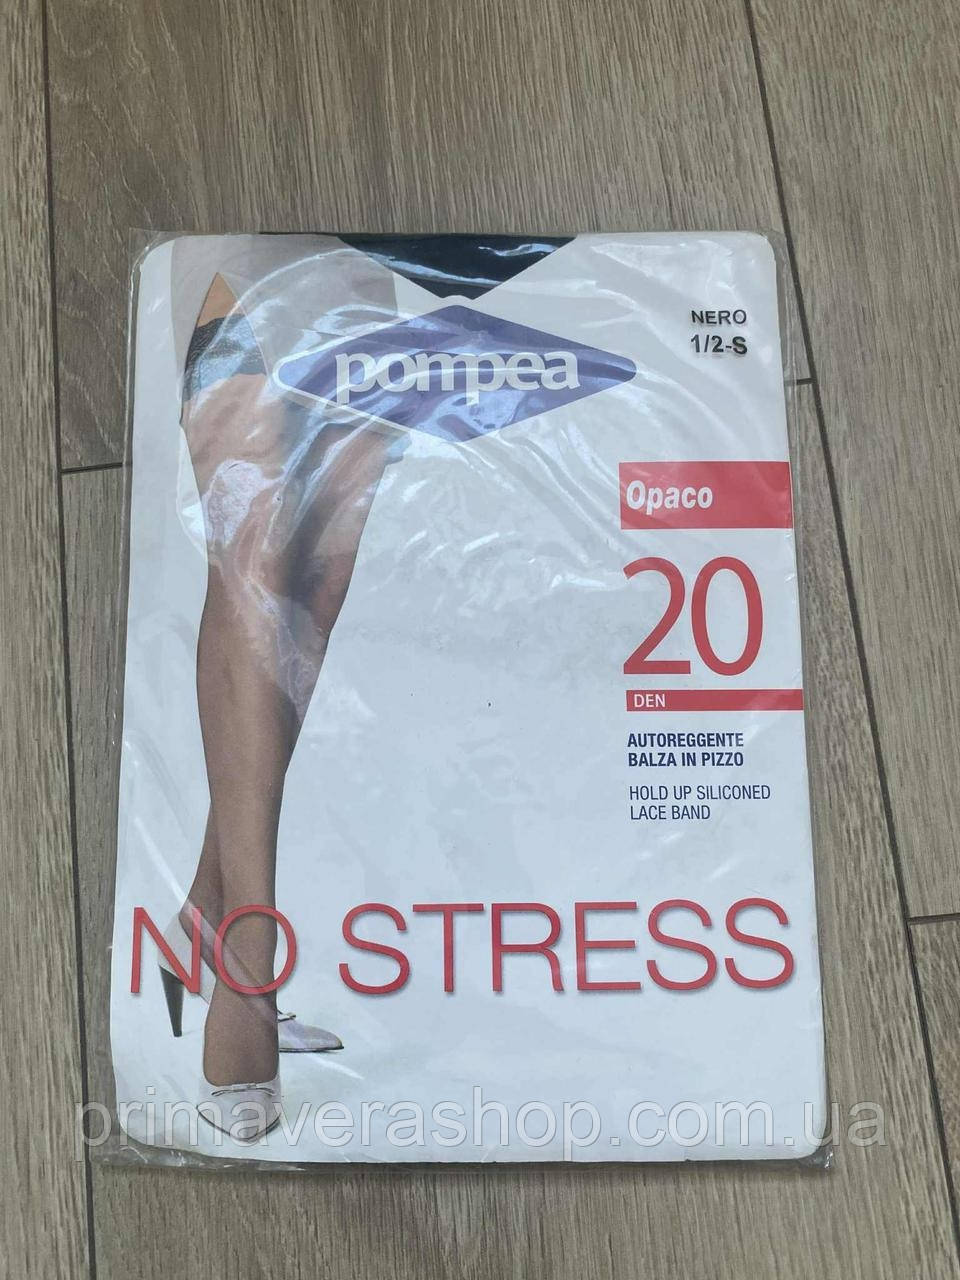 NERO
1/2-S
pompea
Opaco
20
DEN
AUTOREGGENTE
BALZA IN PIZZO
HOLD UP SILICONED
LACE BAND
NO STRESS
primaverashop.com.ua